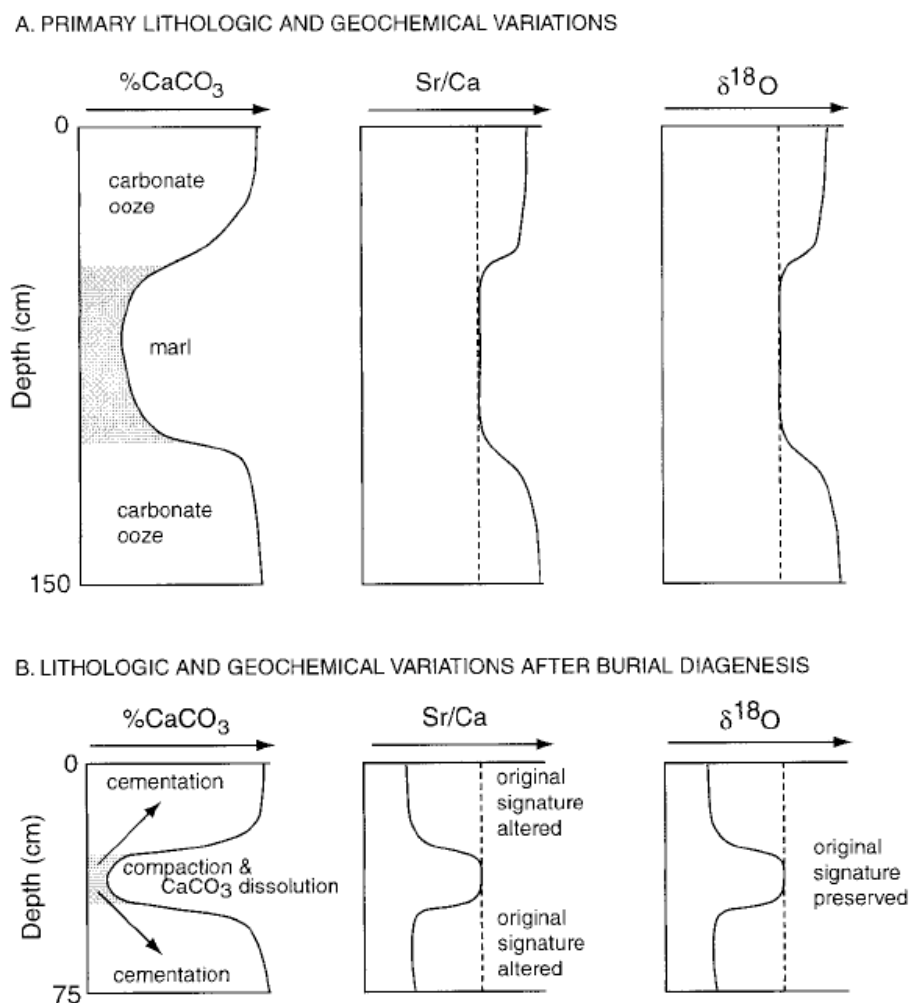 A. PRIMARY LITHOLOGIC AND GEOCHEMICAL VARIATIONS
%CaCO3
Sr/Ca
δ18O
0
carbonate
ooze
marl
Depth (cm)
carbonate
ooze
150
B. LITHOLOGIC AND GEOCHEMICAL VARIATIONS AFTER BURIAL DIAGENESIS
%CaCO3
Sr/Ca
δ18O
0
cementation
compaction &
CaCO3 dissolution
cementation
Depth (cm)
75
original
signature
altered
original
signature
altered
original
signature
preserved